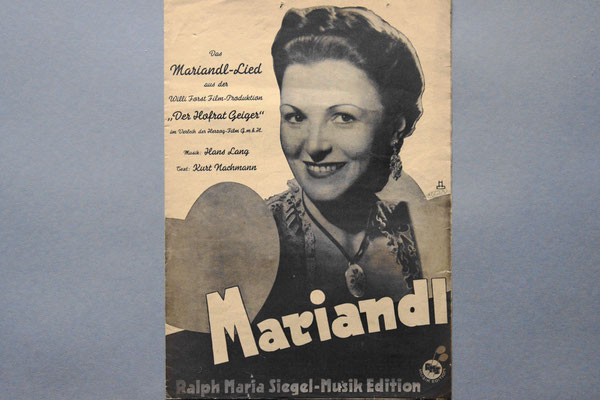 Das
Mariandl-Lied
aus der
Willi Forst Film-Produktion
„Der Hofrat Geiger“
im Verleih der Herzog-Film G.m.b.H.
Musik: Hans Lang
Text: Kurt Nachmann
Mariandl
Ralph Maria Siegel-Musik Edition